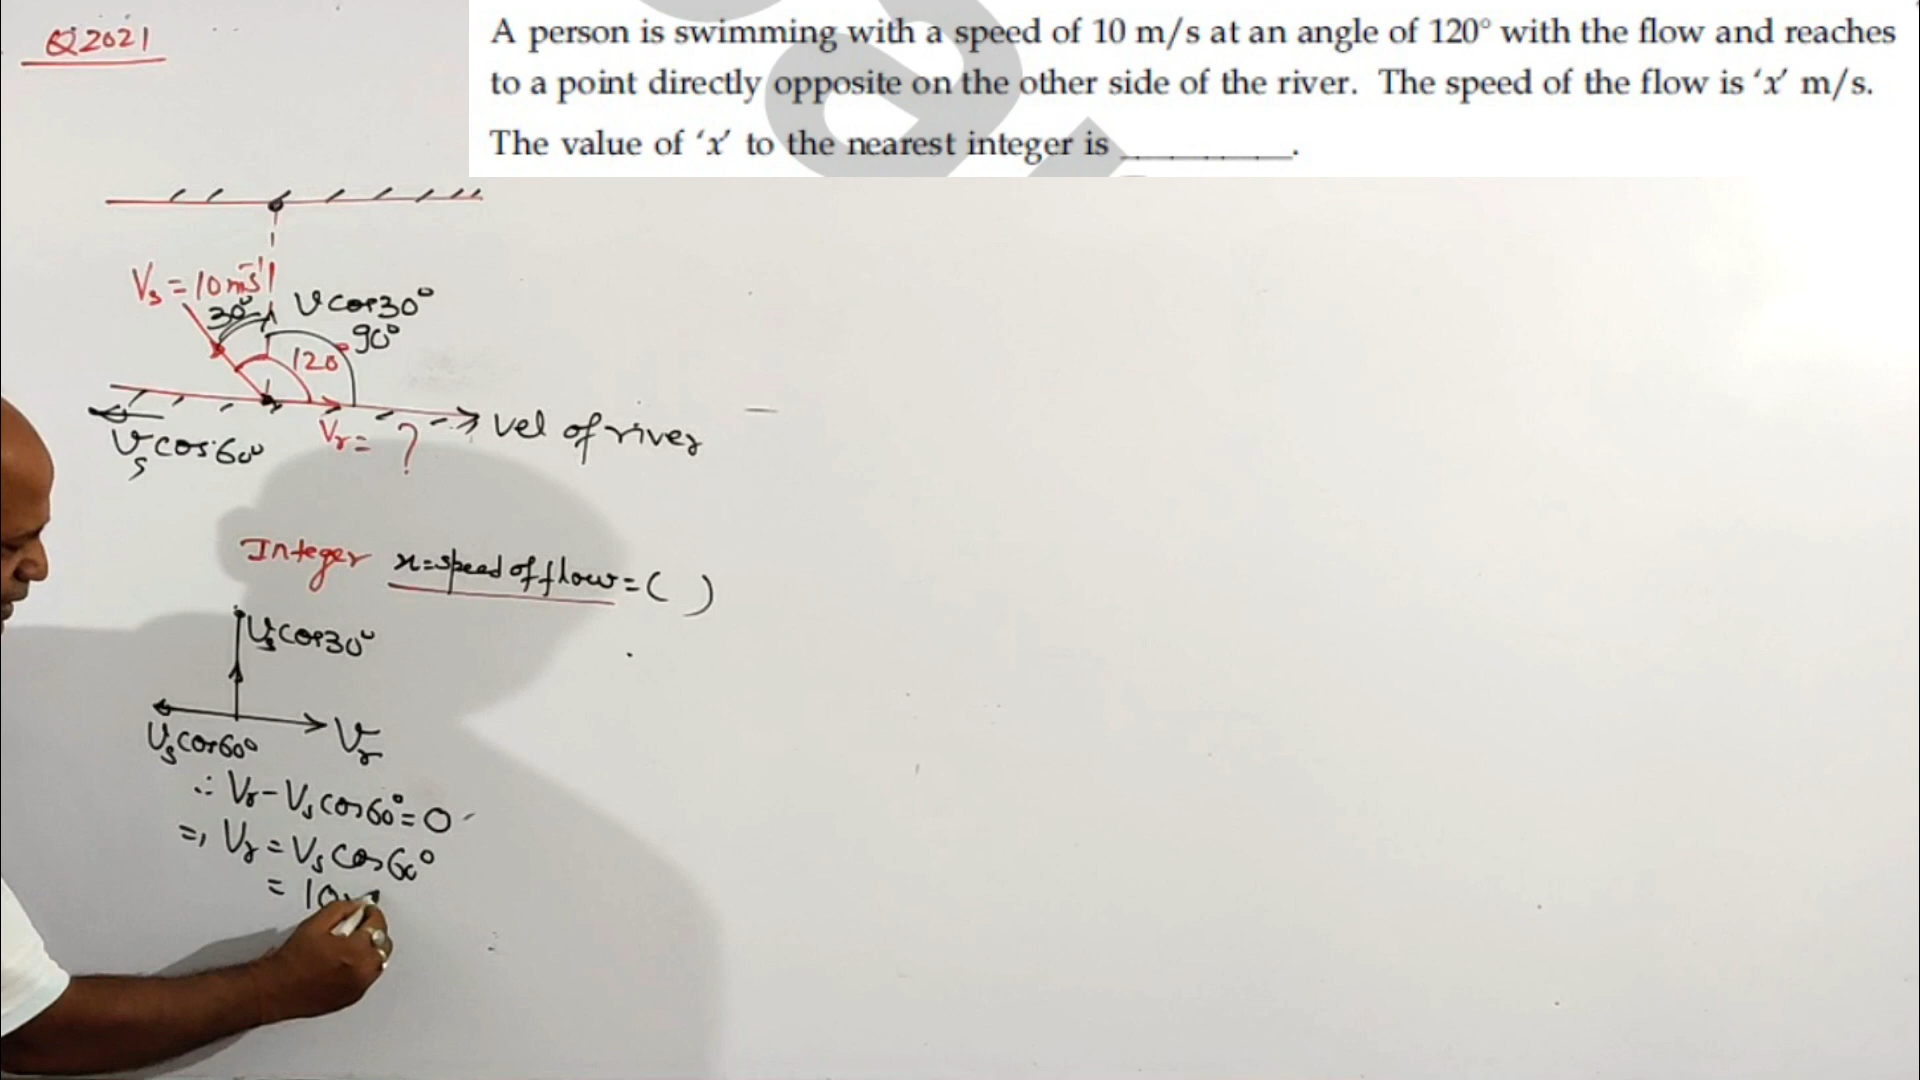 Q2021
A person is swimming with a speed of 10 m/s at an angle of 120° with the flow and reaches
to a point directly opposite on the other side of the river. The speed of the flow is 'x' m/s.
The value of 'x' to the nearest integer is __________.
Vs = 10 ms⁻¹
30°
v cos30°
90°
120
vs cos60°
Vr = ?
vel of river
Integer x = speed of flow = ( )
vs cos30°
vs cos60°
vr
∴ Vr - Vs cos60° = 0
⇒, Vr = Vs cos60°
= 10x